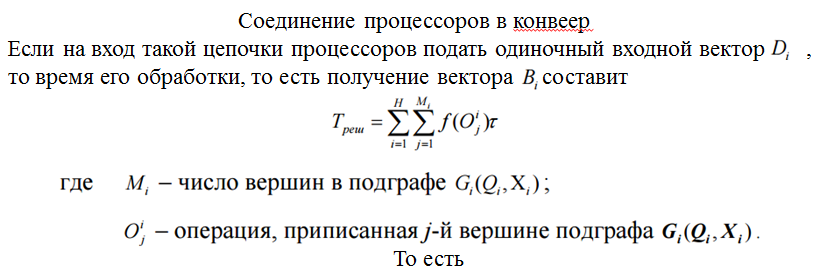 Соединение процессоров в конвеер
Если на вход такой цепочки процессоров подать одиночный входной вектор D_i ,
то время его обработки, то есть получение вектора B_i составит
T_{реш} = \sum_{i=1}^{H} \sum_{j=1}^{M_i} f(O_j^i)τ
где M_i – число вершин в подграфе G_i(Q_i,X_i);
O_j^i – операция, приписанная j-й вершине подграфа G_i(Q_i,X_i).
То есть